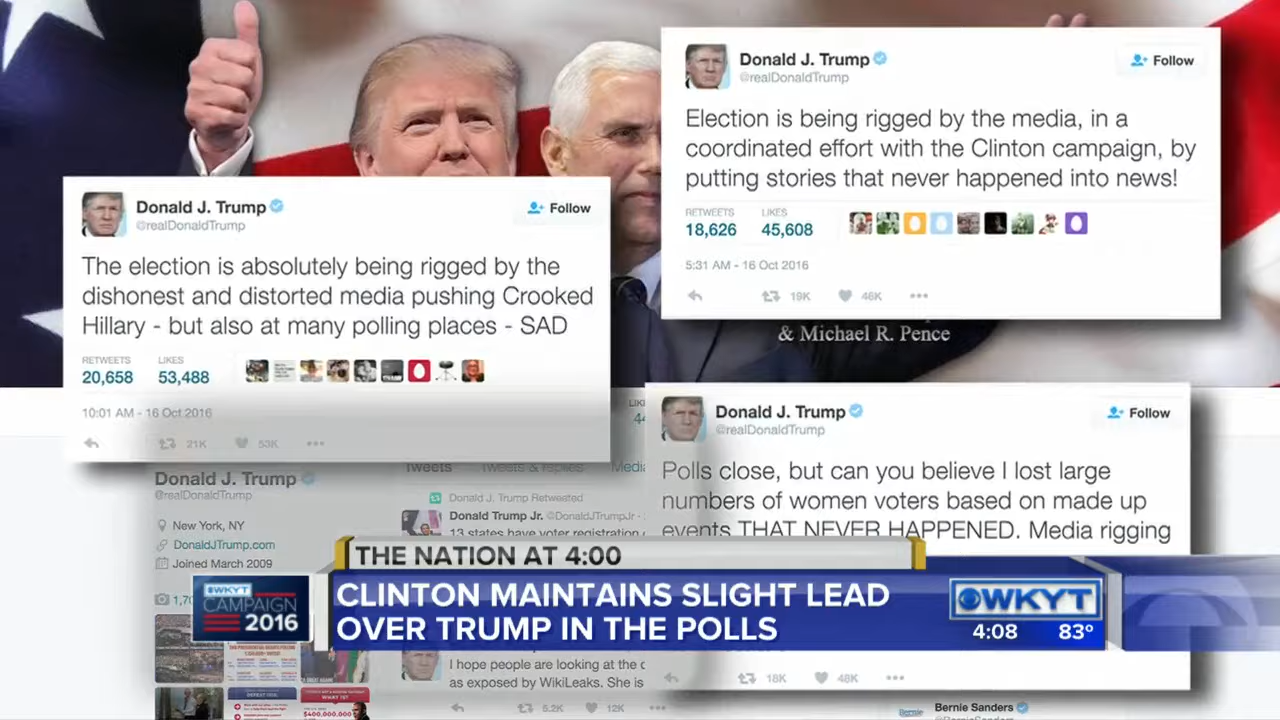 Donald J. Trump
@realDonaldTrump
Follow
Election is being rigged by the media, in a
coordinated effort with the Clinton campaign, by
putting stories that never happened into news!
RETWEETS
LIKES
18,626
45,608
5:31 AM - 16 Oct 2016
19K
46K
& Michael R. Pence
Donald J. Trump
@realDonaldTrump
Follow
The election is absolutely being rigged by the
dishonest and distorted media pushing Crooked
Hillary - but also at many polling places - SAD
RETWEETS
LIKES
20,658
53,488
10:01 AM - 16 Oct 2016
21K
53K
Donald J. Trump
@realDonaldTrump
Follow
Polls close, but can you believe I lost large
numbers of women voters based on made up
events THAT NEVER HAPPENED. Media rigging
18K
48K
Donald J. Trump
@realDonaldTrump
New York, NY
DonaldJTrump.com
Joined March 2009
Tweets
Tweets & replies
Media
Donald J. Trump Retweeted
Donald Trump Jr. @DonaldJTrumpJr
13 states have voter registration
THE NATION AT 4:00
CLINTON MAINTAINS SLIGHT LEAD
OVER TRUMP IN THE POLLS
WKYT
CAMPAIGN
2016
WKYT
4:08
83°
I hope people are looking at the
as exposed by WikiLeaks. She is
6.2K
12K
$400,000,000
Bernie Sanders